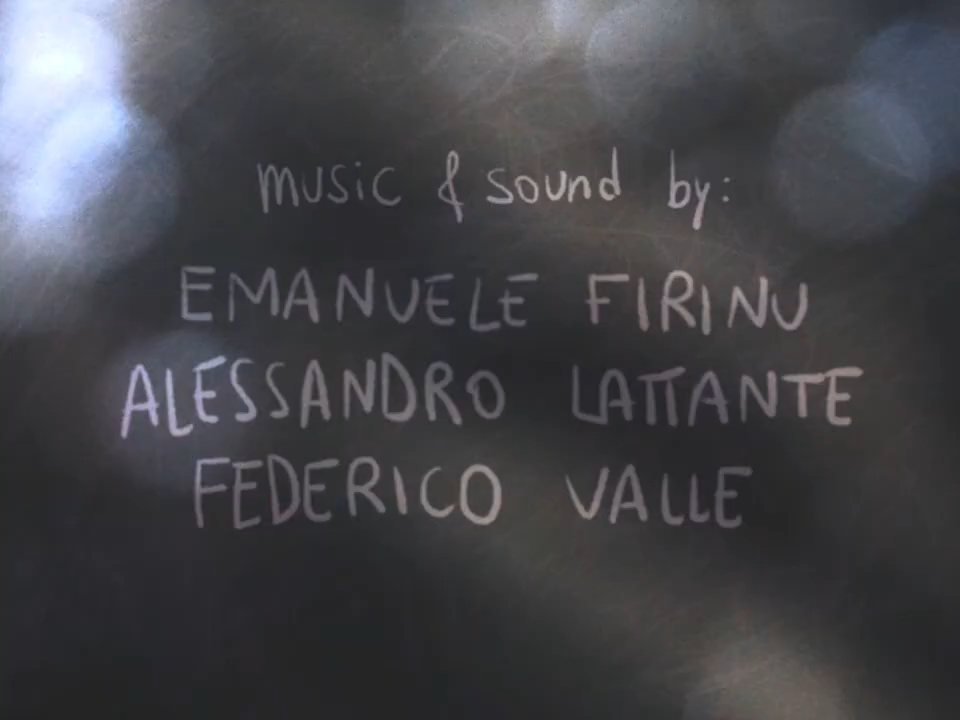 music & sound by:
EMANUELE FIRINU
ALESSANDRO LATTANTE
FEDERICO VALLE